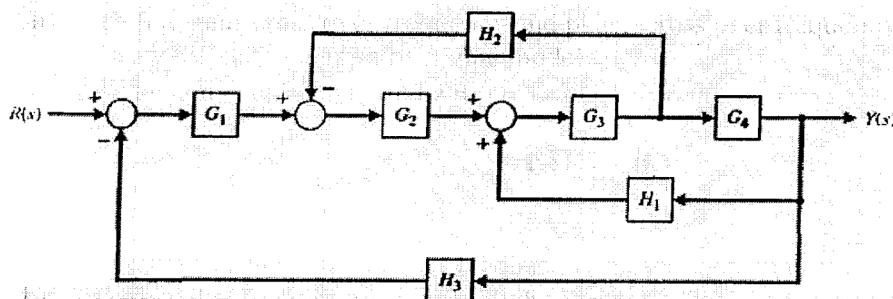 H₂
−
R(s) + G₁ + G₂ + G₃ G₄ Y(s)
− +
H₁
H₃